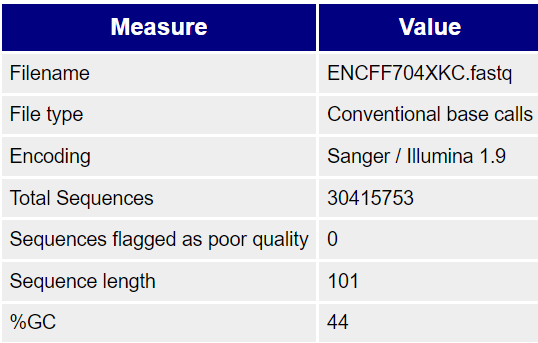 Measure Value
Filename ENCFF704XKC.fastq
File type Conventional base calls
Encoding Sanger / Illumina 1.9
Total Sequences 30415753
Sequences flagged as poor quality 0
Sequence length 101
%GC 44